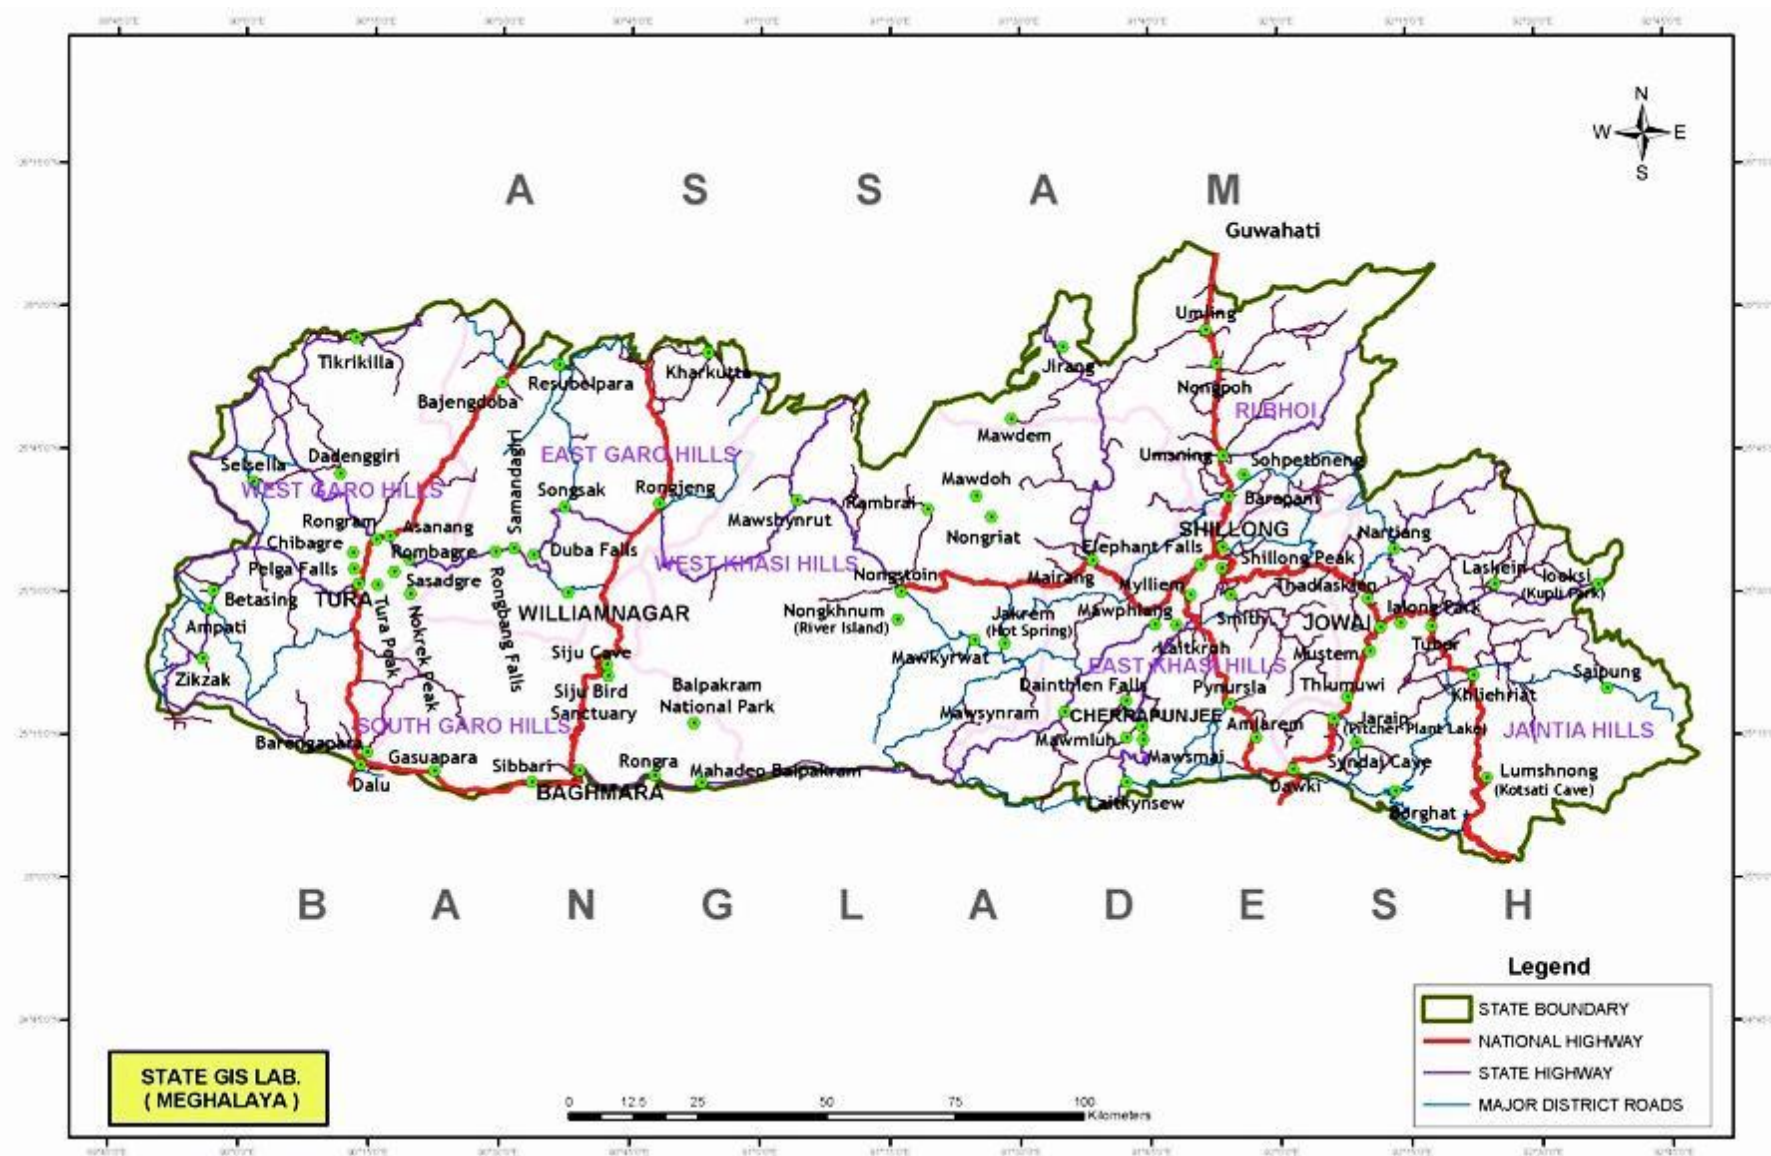 N
W E
S
A S S A M
Guwahati
Umling
Tikrikilla
Resubelpara
Kharkutta
Jirang
Nongpoh
Bajengdoba
RI BHOI
Mawdem
Selsella
Dadenggiri
Samanda
EAST GARO HILLS
Umsning
Sohpetbneng
WEST GARO HILLS
Songsak
Rongjeng
Mawdoh
Barapani
Rongram
Asanang
Mawshynrut
Rambrai
Nongriat
SHILLONG
Nartiang
Chibagre
Rombagre
Duba Falls
Elephant Falls
Shillong Peak
Pelga Falls
Sasadgre
WEST KHASI HILLS
Nongstoin
Mairang
Mylliem
Thadlaskein
Laskein
Iooksi
(Kupli Park)
Betasing
TURA
Tura Peak
Nokrek Peak
Rongbang Falls
WILLIAMNAGAR
Nongkhnum
(River Island)
Jakrem
(Hot Spring)
Mawphlang
Smith
JOWAI
Ialong Park
Ampati
Tuber
Zikzak
Siju Cave
Mawkyrwat
Laitkroh
Mustem
Siju Bird
Sanctuary
Balpakram
National Park
EAST KHASI HILLS
Dainthlen Falls
Pynursla
Thlumuwi
Khliehriat
Saipung
SOUTH GARO HILLS
Mawsynram
CHERRAPUNJEE
Amlarem
Jarain
(Pitcher Plant Lake)
JAINTIA HILLS
Barengapara
Gasuapara
Sibbari
Rongra
Mahadeo Balpakram
Mawmluh
Mawsmai
Syndai Cave
Lumshnong
(Kotsati Cave)
Dalu
BAGHMARA
Laitkynsew
Dawki
Borghat
B A N G L A D E S H
Legend
STATE BOUNDARY
NATIONAL HIGHWAY
STATE HIGHWAY
MAJOR DISTRICT ROADS
STATE GIS LAB.
( MEGHALAYA )
0 12.5 25 50 75 100
Kilometers